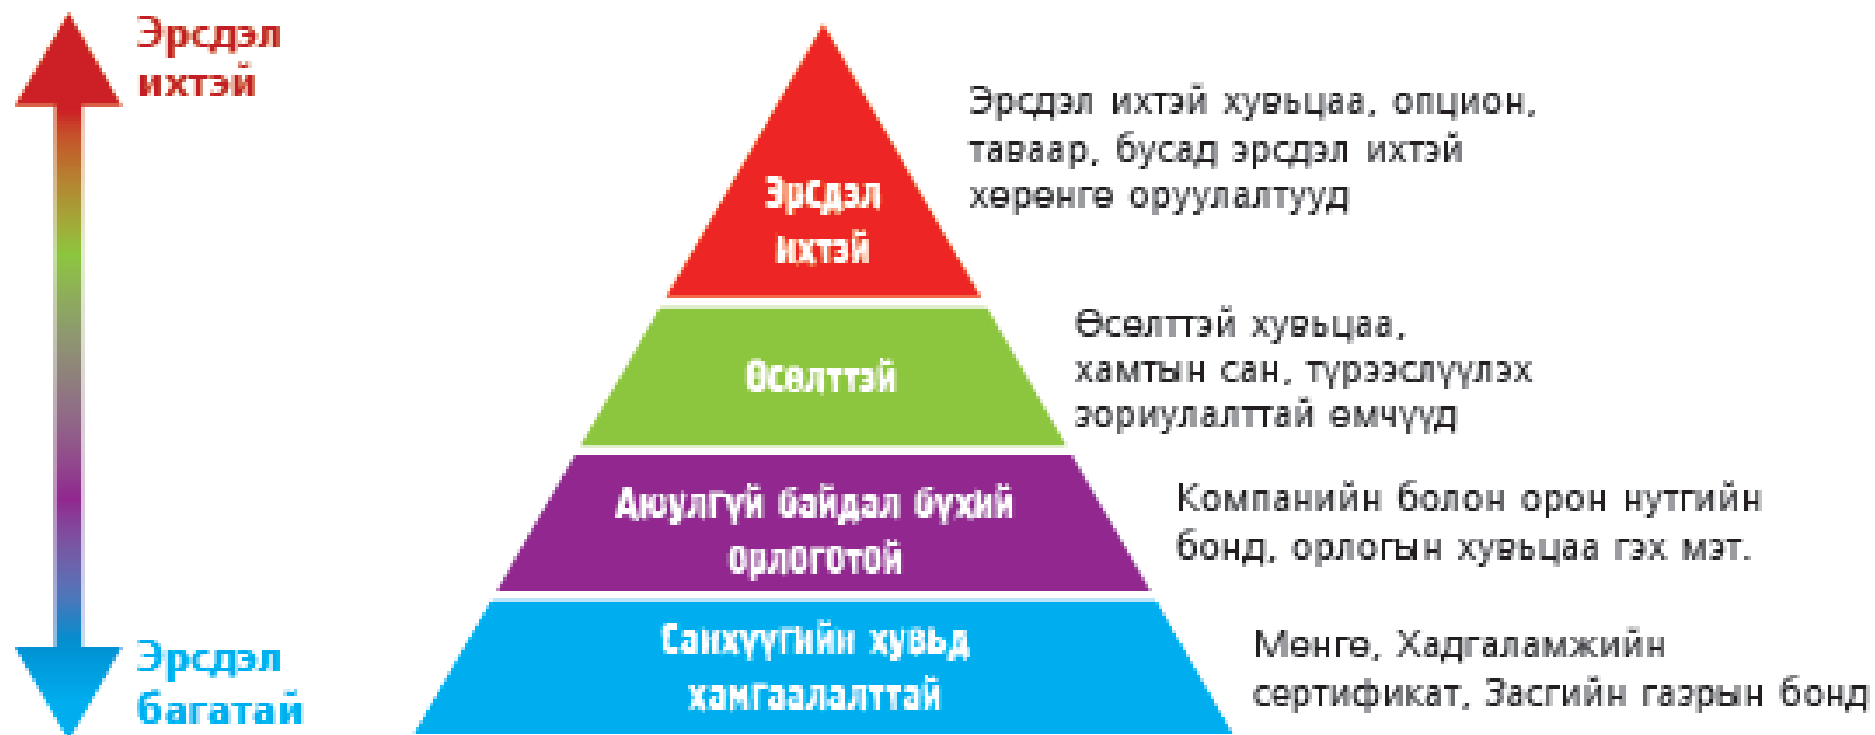 Эрсдэл
ихтэй
Эрсдэл ихтэй хувьцаа, опцион,
таваар, бусад эрсдэл ихтэй
хөрөнгө оруулалтууд
Эрсдэл
ихтэй
Өсөлттэй хувьцаа,
хамтын сан, түрээслүүлэх
зориулалттай өмчүүд
Өсөлттэй
Аюулгүй байдал бүхий
орлоготой
Компанийн болон орон нутгийн
бонд, орлогын хувьцаа гэх мэт.
Санхүүгийн хувьд
хамгаалалттай
Мөнгө, Хадгаламжийн
сертификат, Засгийн газрын бонд
Эрсдэл
багатай